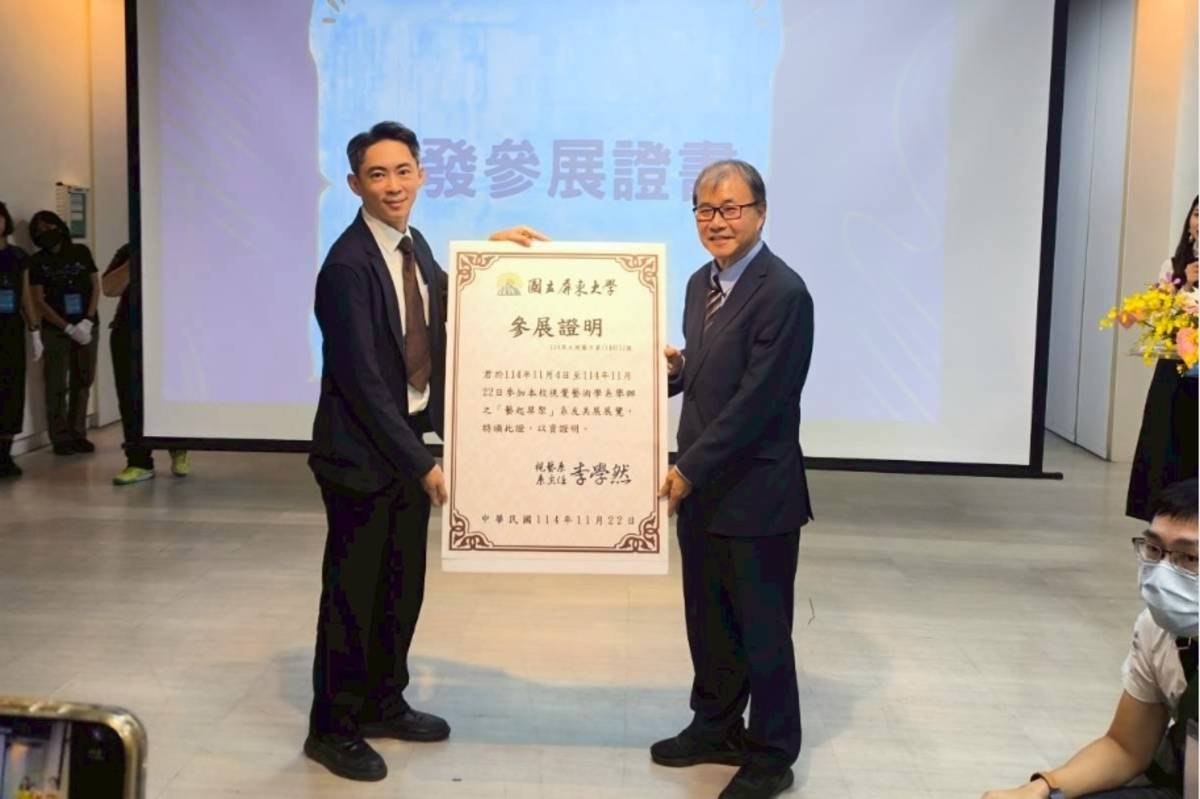 發參展證書
國立屏東大學
參展證明
君於114年11月4日至114年11月
22日參加本校視覺藝術學系舉辦
之「藝起草聚」系友美展展覽，
特頒此證，以資證明。
視藝系
系主任 李學然
中華民國114年11月22日